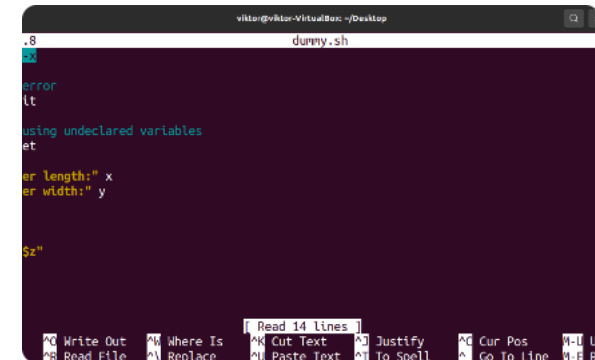 viktor@viktor-VirtualBox: ~/Desktop
.8 dummy.sh
-x
error
it
using undeclared variables
et
er length:" x
er width:" y
$z"
[ Read 14 lines ]
^O Write Out ^W Where Is ^K Cut Text ^J Justify ^C Cur Pos M-U U
^R Read File ^\ Replace ^U Paste Text ^T To Spell ^_ Go To Line M-E R